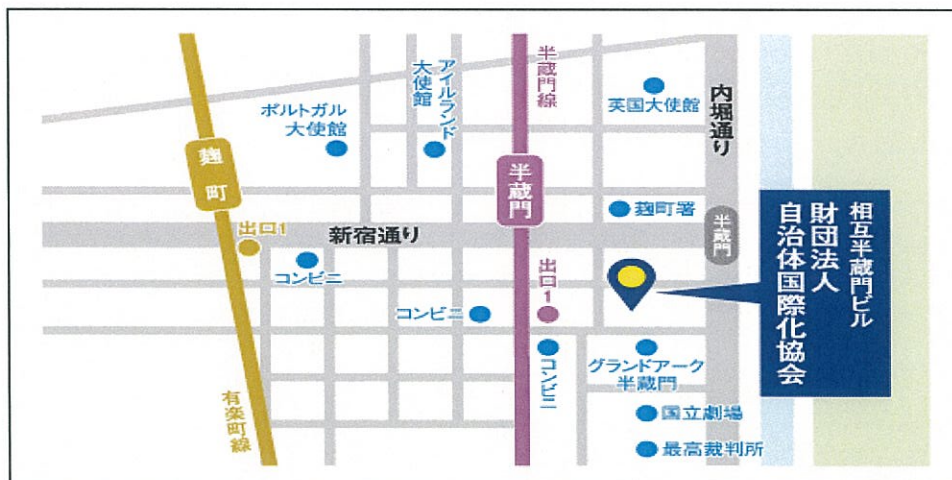 ポルトガル
大使館
アイルランド
大使館
半蔵門線
英国大使館
内堀通り
麹町
半蔵門
麹町署
半蔵門
相互半蔵門ビル
財団法人
自治体国際化協会
出口1
新宿通り
コンビニ
コンビニ
出口1
コンビニ
グランドアーク
半蔵門
有楽町線
国立劇場
最高裁判所